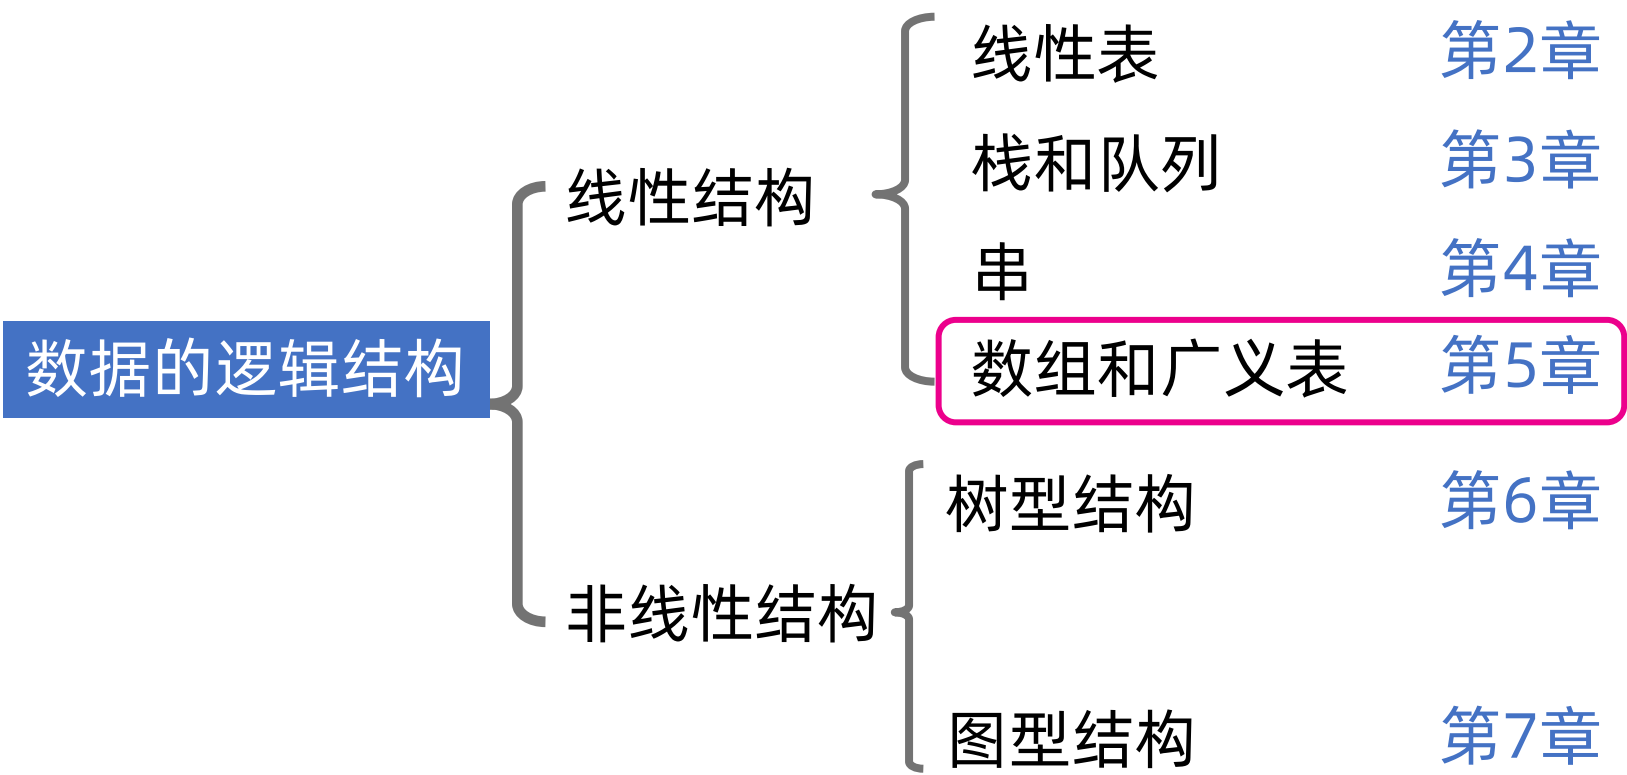 线性表 第2章
栈和队列 第3章
线性结构
串 第4章
数据的逻辑结构
数组和广义表 第5章
树型结构 第6章
非线性结构
图型结构 第7章